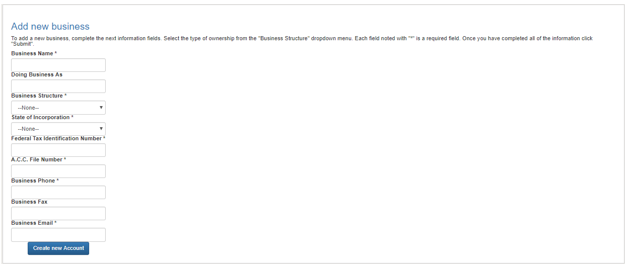 Add new business
To add a new business, complete the next information fields. Select the type of ownership from the "Business Structure" dropdown menu. Each field noted with "*" is a required field. Once you have completed all of the information click
"Submit".
Business Name *
Doing Business As
Business Structure *
--None--
State of Incorporation *
--None--
Federal Tax Identification Number *
A.C.C. File Number *
Business Phone *
Business Fax
Business Email *
Create new Account